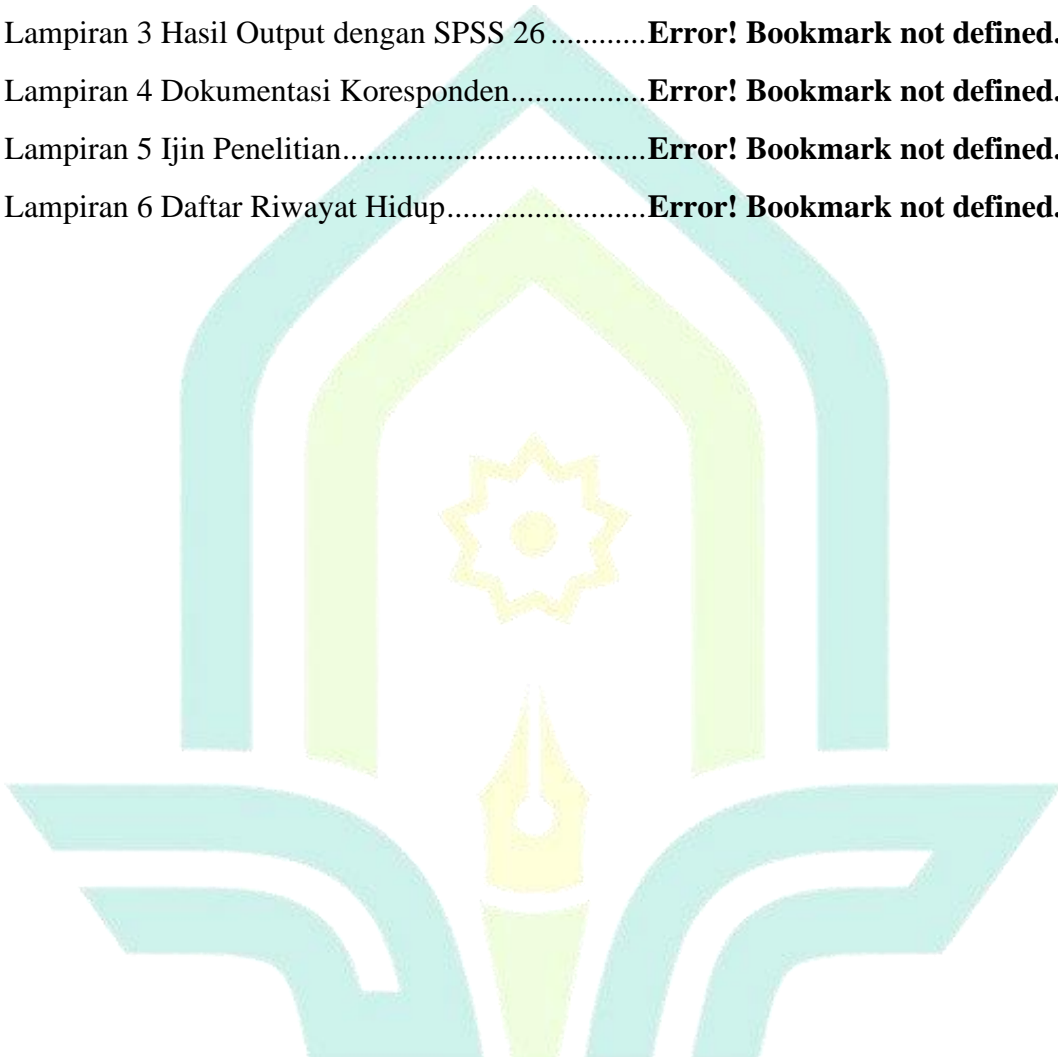 Lampiran 3 Hasil Output dengan SPSS 26 ............Error! Bookmark not defined.
Lampiran 4 Dokumentasi Koresponden.................Error! Bookmark not defined.
Lampiran 5 Ijin Penelitian......................................Error! Bookmark not defined.
Lampiran 6 Daftar Riwayat Hidup.........................Error! Bookmark not defined.